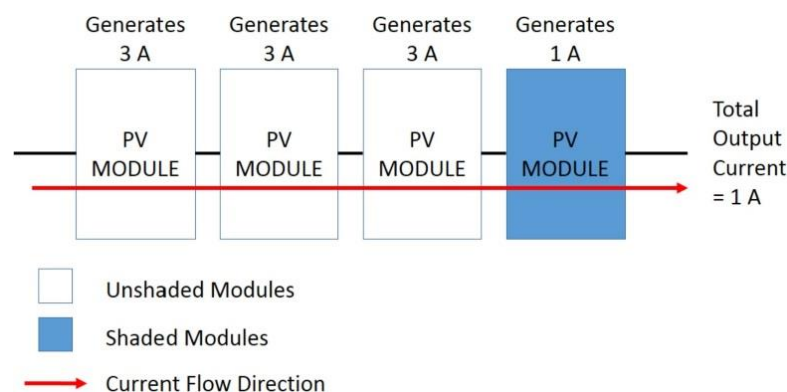 Generates
3 A
Generates
3 A
Generates
3 A
Generates
1 A
PV
MODULE
PV
MODULE
PV
MODULE
PV
MODULE
Total
Output
Current
= 1 A
Unshaded Modules
Shaded Modules
Current Flow Direction